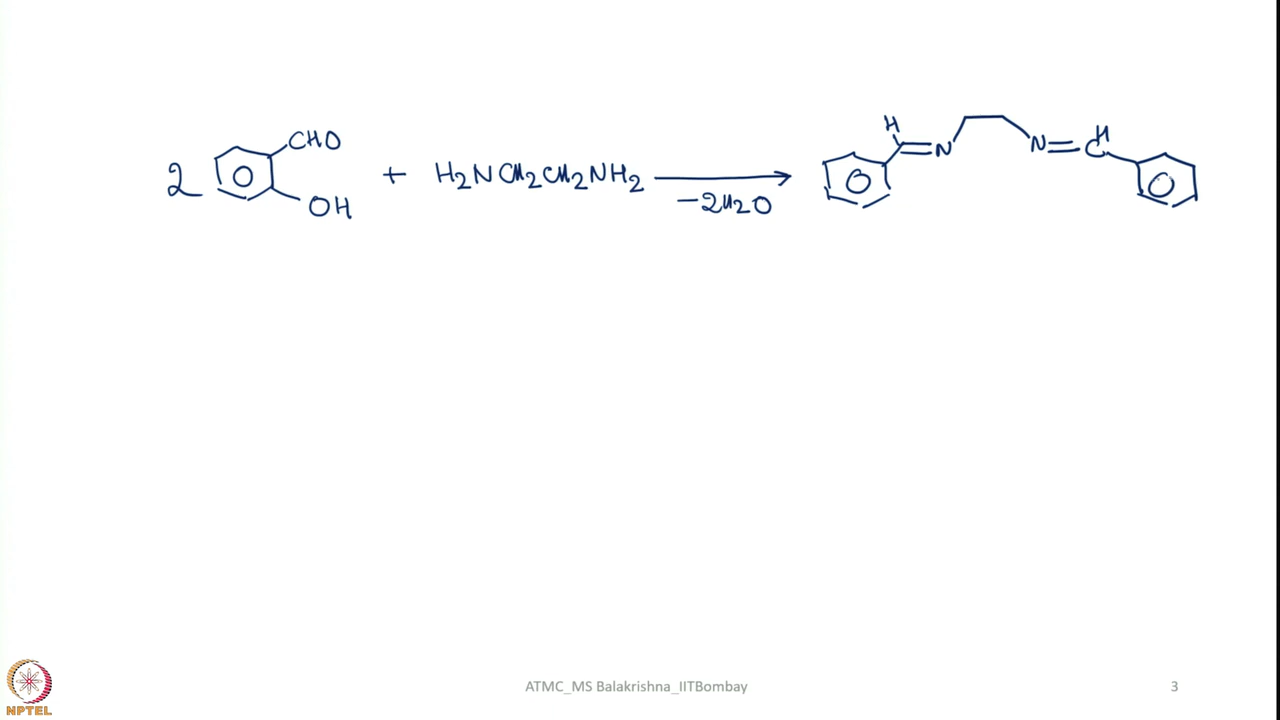 2 CHO OH + H2NCH2CH2NH2 → -2H2O H N N C H
NPTEL
ATMC_MS Balakrishna_IITBombay
3